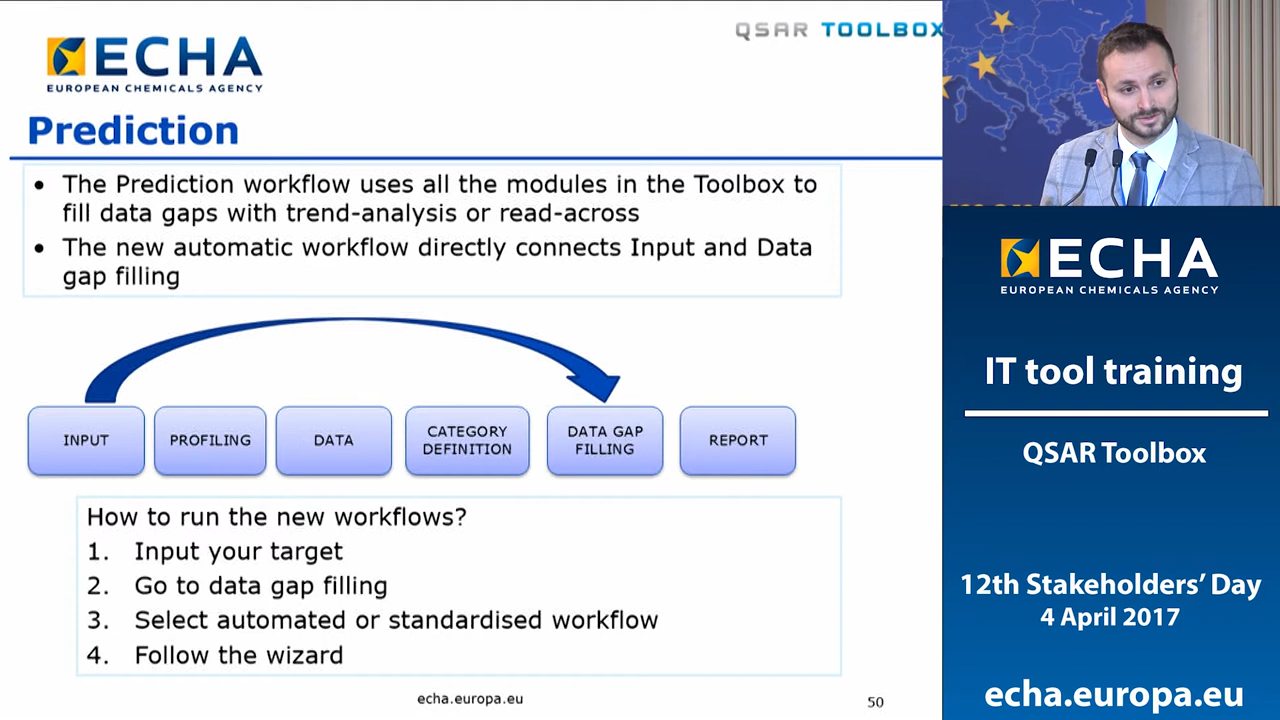 QSAR TOOLBOX
ECHA
EUROPEAN CHEMICALS AGENCY
Prediction
• The Prediction workflow uses all the modules in the Toolbox to
fill data gaps with trend-analysis or read-across
• The new automatic workflow directly connects Input and Data
gap filling
INPUT
PROFILING
DATA
CATEGORY
DEFINITION
DATA GAP
FILLING
REPORT
How to run the new workflows?
1. Input your target
2. Go to data gap filling
3. Select automated or standardised workflow
4. Follow the wizard
echa.europa.eu
50
ECHA
EUROPEAN CHEMICALS AGENCY
IT tool training
QSAR Toolbox
12th Stakeholders’ Day
4 April 2017
echa.europa.eu